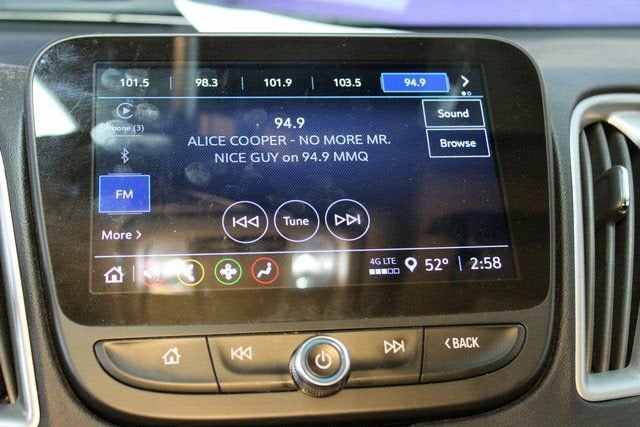 101.5 98.3 101.9 103.5 94.9
iPhone (3)
94.9
ALICE COOPER - NO MORE MR.
NICE GUY on 94.9 MMQ
Sound
Browse
FM
Tune
More >
4G LTE
52° 2:58
<BACK